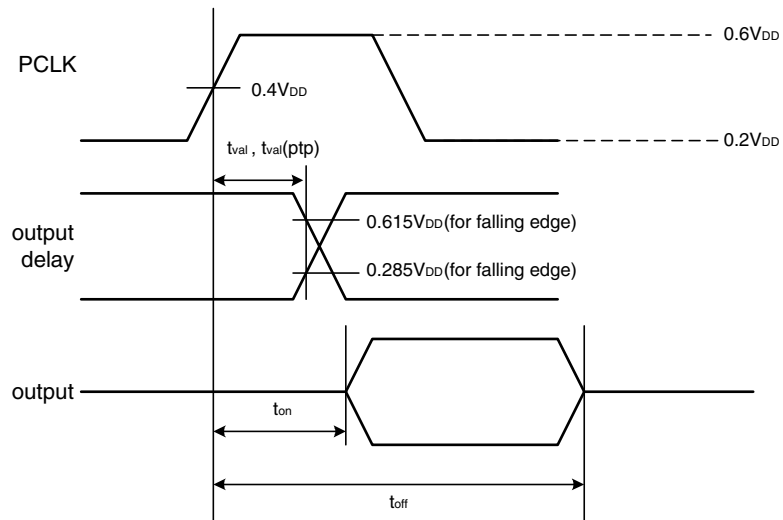 0.6VDD
PCLK
0.4VDD
0.2VDD
tval , tval(ptp)
0.615VDD(for falling edge)
output
delay
0.285VDD(for falling edge)
output
ton
toff